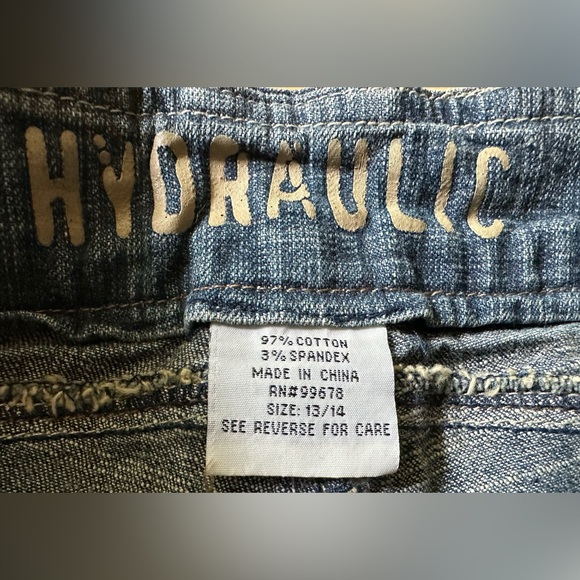 HYDRAULIC
97% COTTON
3% SPANDEX
MADE IN CHINA
RN#99678
SIZE: 13/14
SEE REVERSE FOR CARE